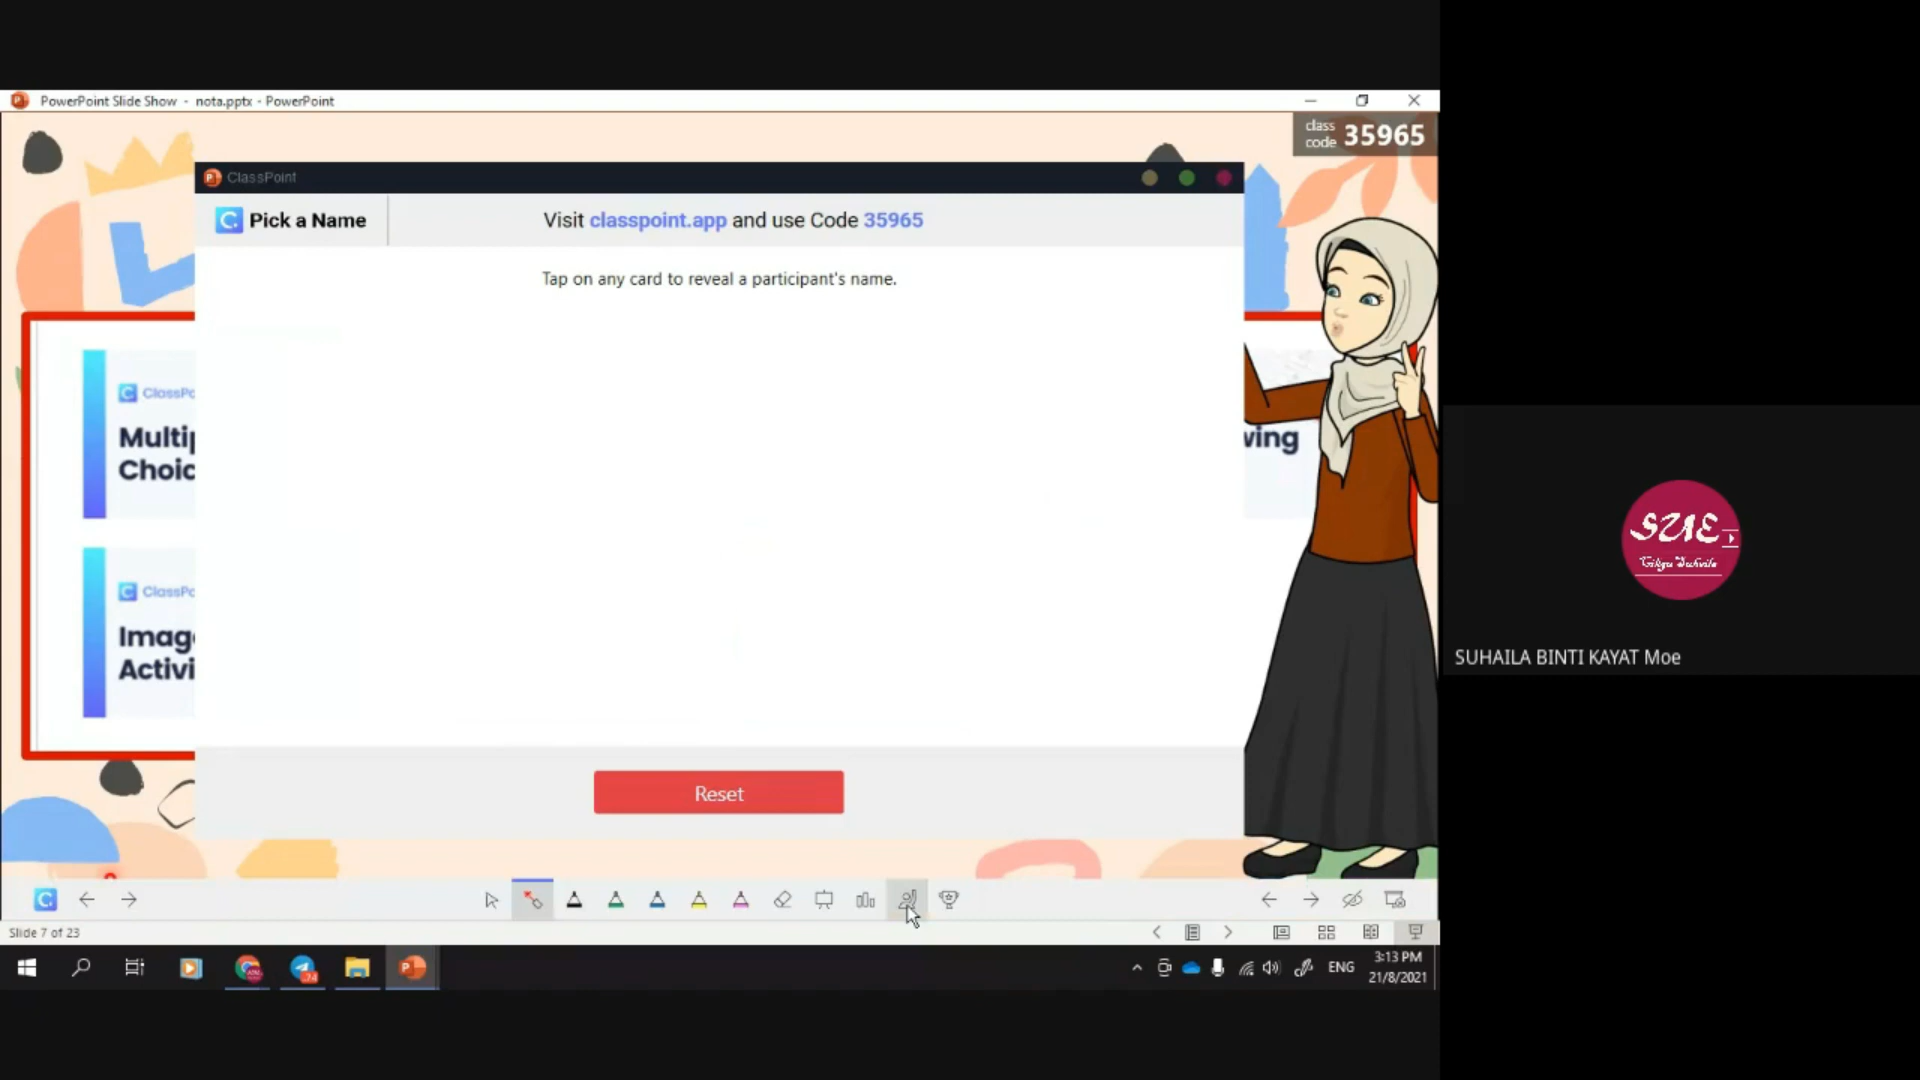 PowerPoint Slide Show - nota.pptx - PowerPoint
class
code 35965
ClassPoint
Pick a Name
Visit classpoint.app and use Code 35965
Tap on any card to reveal a participant's name.
Multip
Choic
wing
Imag
Activi
Reset
SUHAILA BINTI KAYAT Moe
Slide 7 of 23
ENG
3:13 PM
21/8/2021